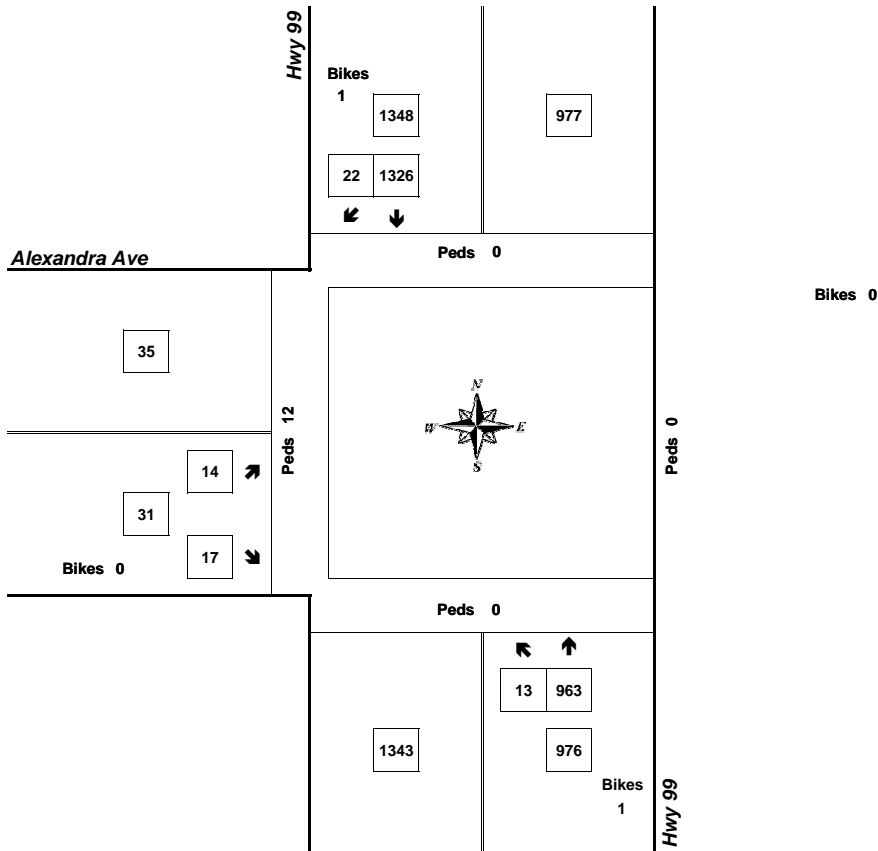 Hwy 99
Bikes
1
1348
977
22 1326
Alexandra Ave
Peds 0
Bikes 0
35
Peds 12
N
W E
S
Peds 0
14
31
17
Bikes 0
Peds 0
13 963
1343
976
Bikes
1
Hwy 99